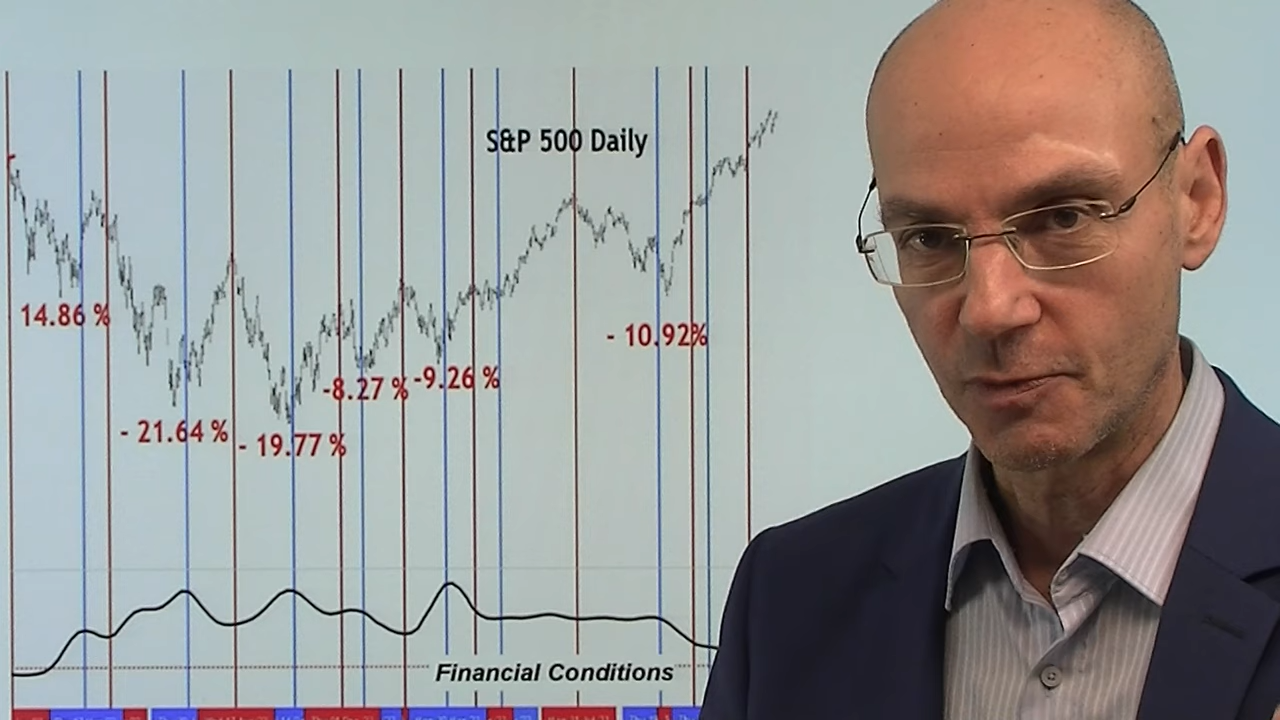 S&P 500 Daily
14.86 %
- 10.92%
-8.27 %
-9.26 %
- 21.64 %
- 19.77 %
Financial Conditions